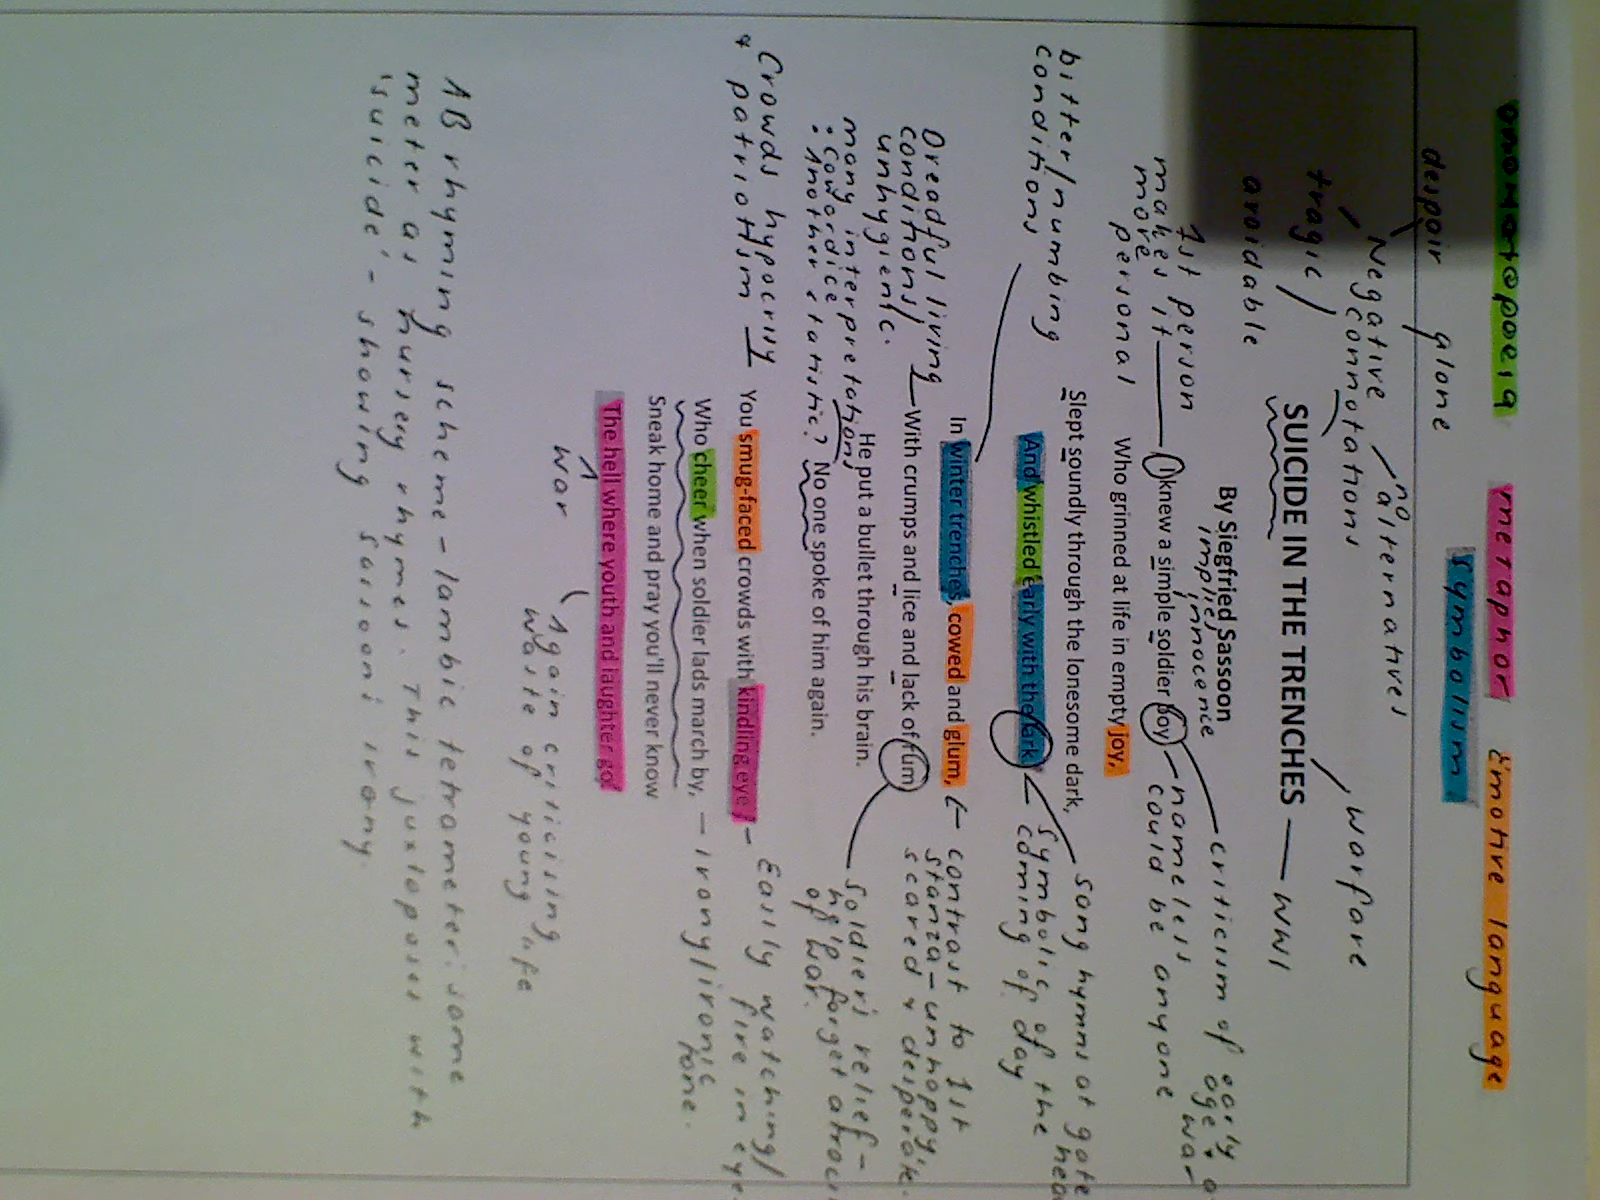 onomatopoeia metaphor Emotive language
symbolism
despair alone
Negative connotations
no alternatives
tragic
avoidable
warfare
SUICIDE IN THE TRENCHES — WW1
By Siegfried Sassoon
implies innocence
1st person makes it more personal
I knew a simple soldier boy
criticism of early age
war
nameless could be anyone
Who grinned at life in empty joy,
Slept soundly through the lonesome dark,
And whistled early with the lark.
bitter/numbing conditions
song hymns at
symbolic of the coming of day
In winter trenches, cowed and glum,
contrast to 1st stanza - unhappy, scared + desperate.
Dreadful living conditions/ unhygienic.
With crumps and lice and lack of rum,
soldier's relief - help forget of war.
He put a bullet through his brain.
many interpretation,
: cowardice
: Another statistic?
No one spoke of him again.
Crowds hypocrisy + patriotism
You smug-faced crowds with kindling eye
Easily watching/ fire in eye
Who cheer when soldier lads march by,
— irony/ironic tone.
Sneak home and pray you'll never know
The hell where youth and laughter go.
war
Again criticising waste of young life
AB rhyming scheme - Iambic tetrameter: same
meter as nursery rhymes. This juxtaposes with
'suicide' - showing Sassoons irony.